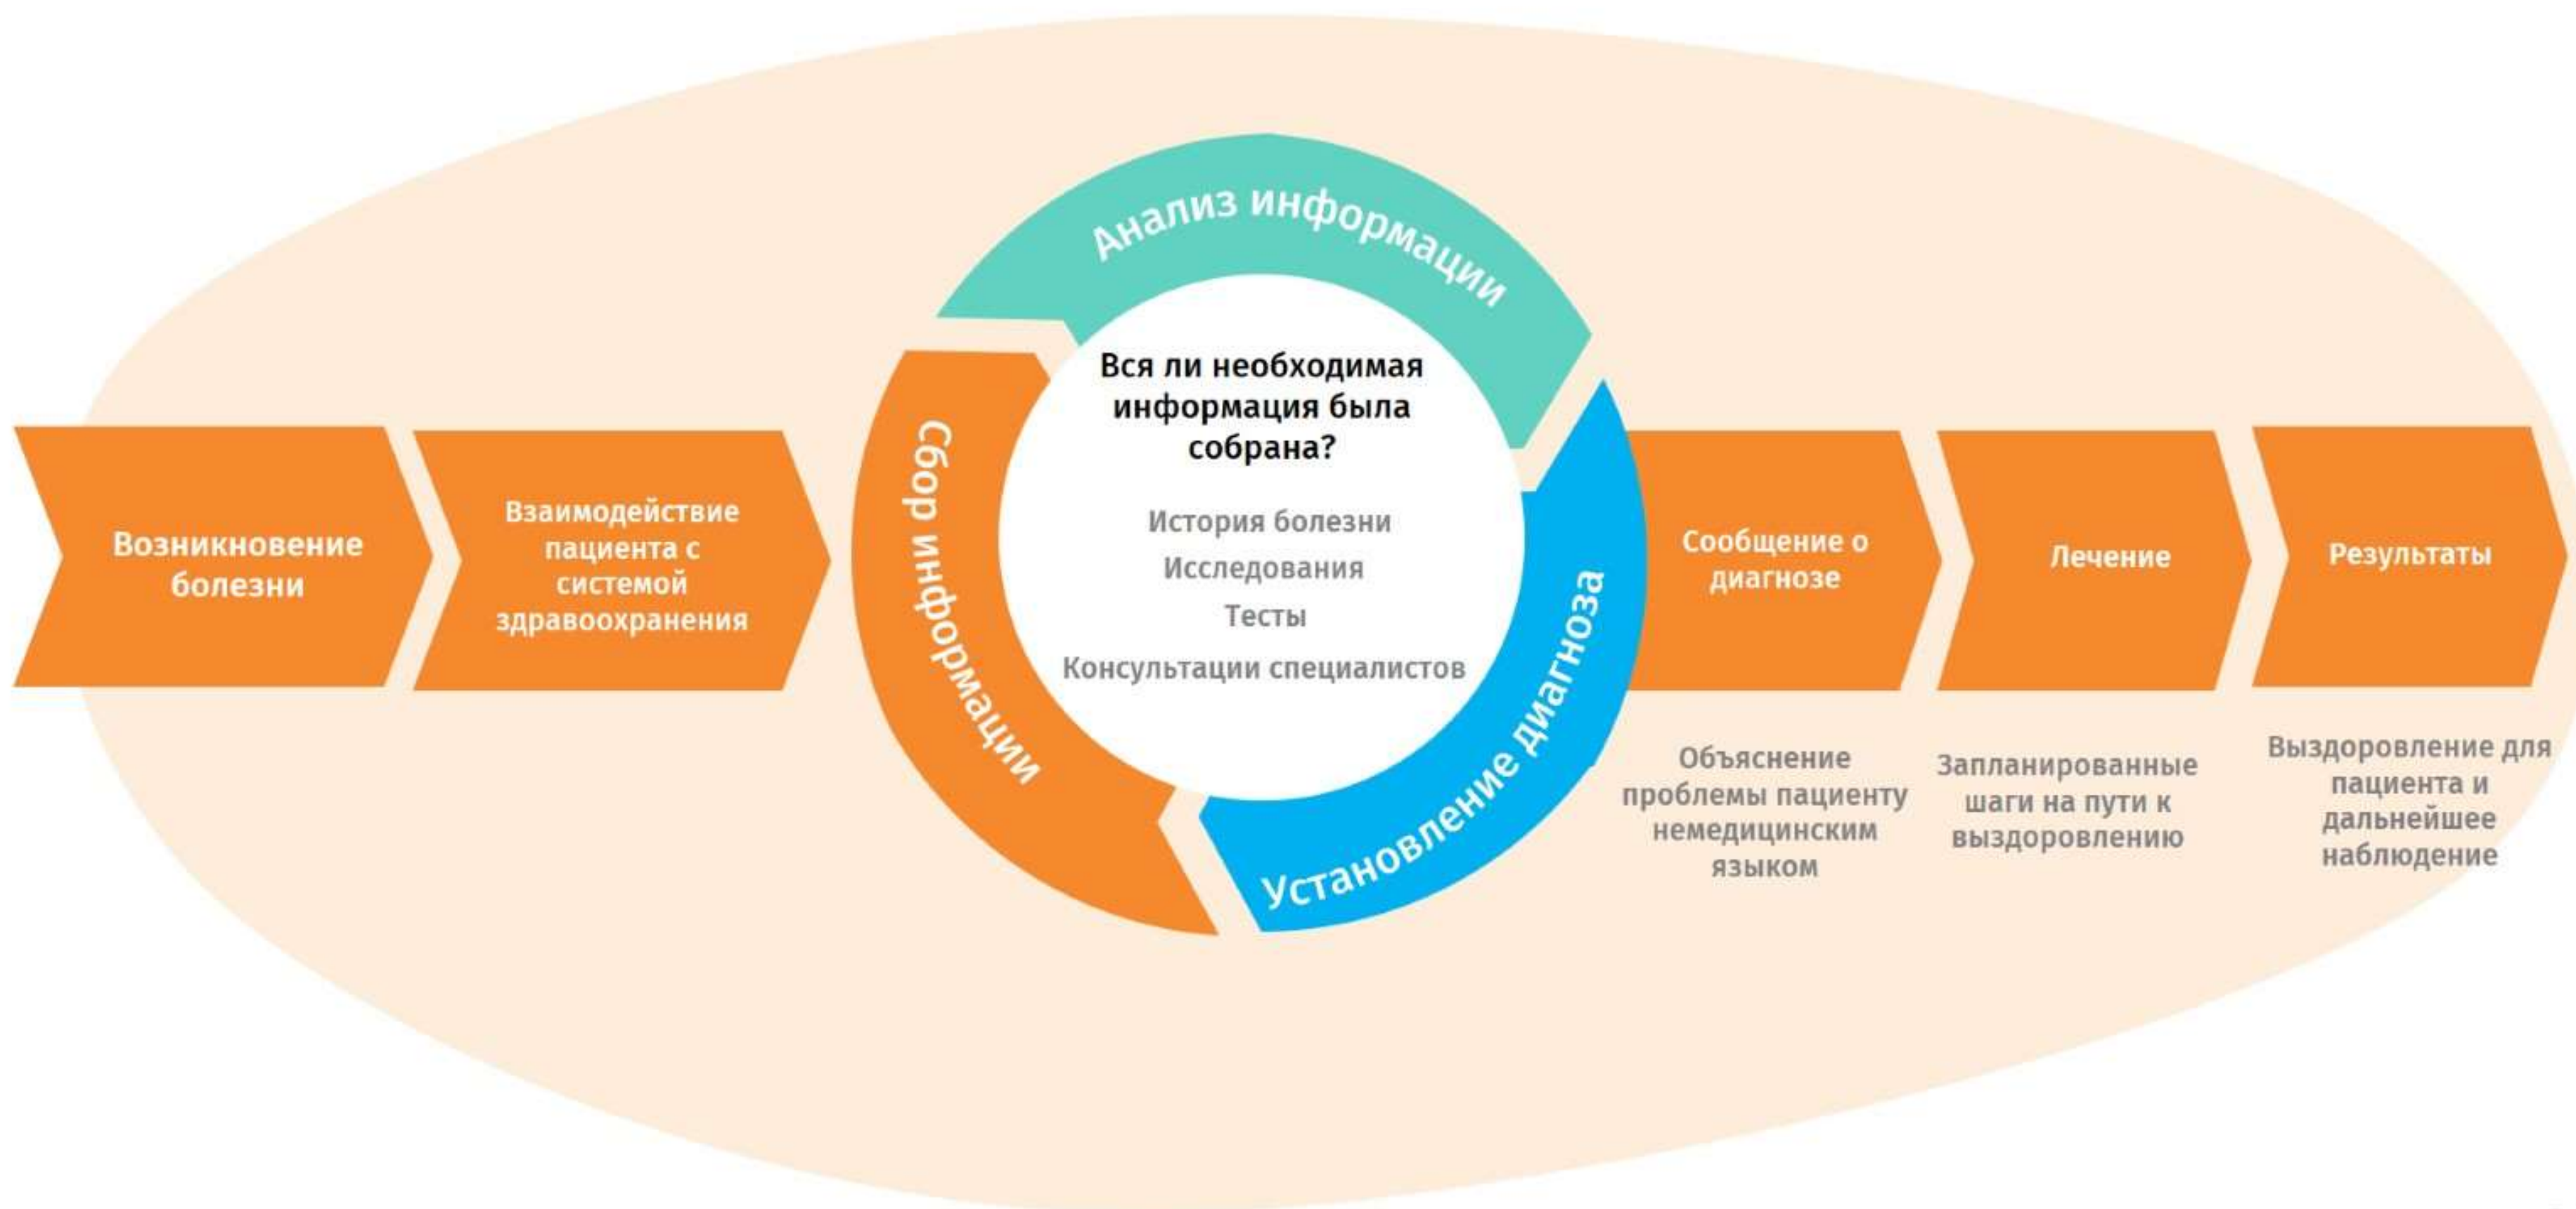 Возникновение
болезни
Взаимодействие
пациента с
системой
здравоохранения
Сбор информации
Анализ информации
Установление диагноза
Вся ли необходимая
информация была
собрана?
История болезни
Исследования
Тесты
Консультации специалистов
Сообщение о
диагнозе
Объяснение
проблемы пациенту
немедицинским
языком
Лечение
Запланированные
шаги на пути к
выздоровлению
Результаты
Выздоровление для
пациента и
дальнейшее
наблюдение